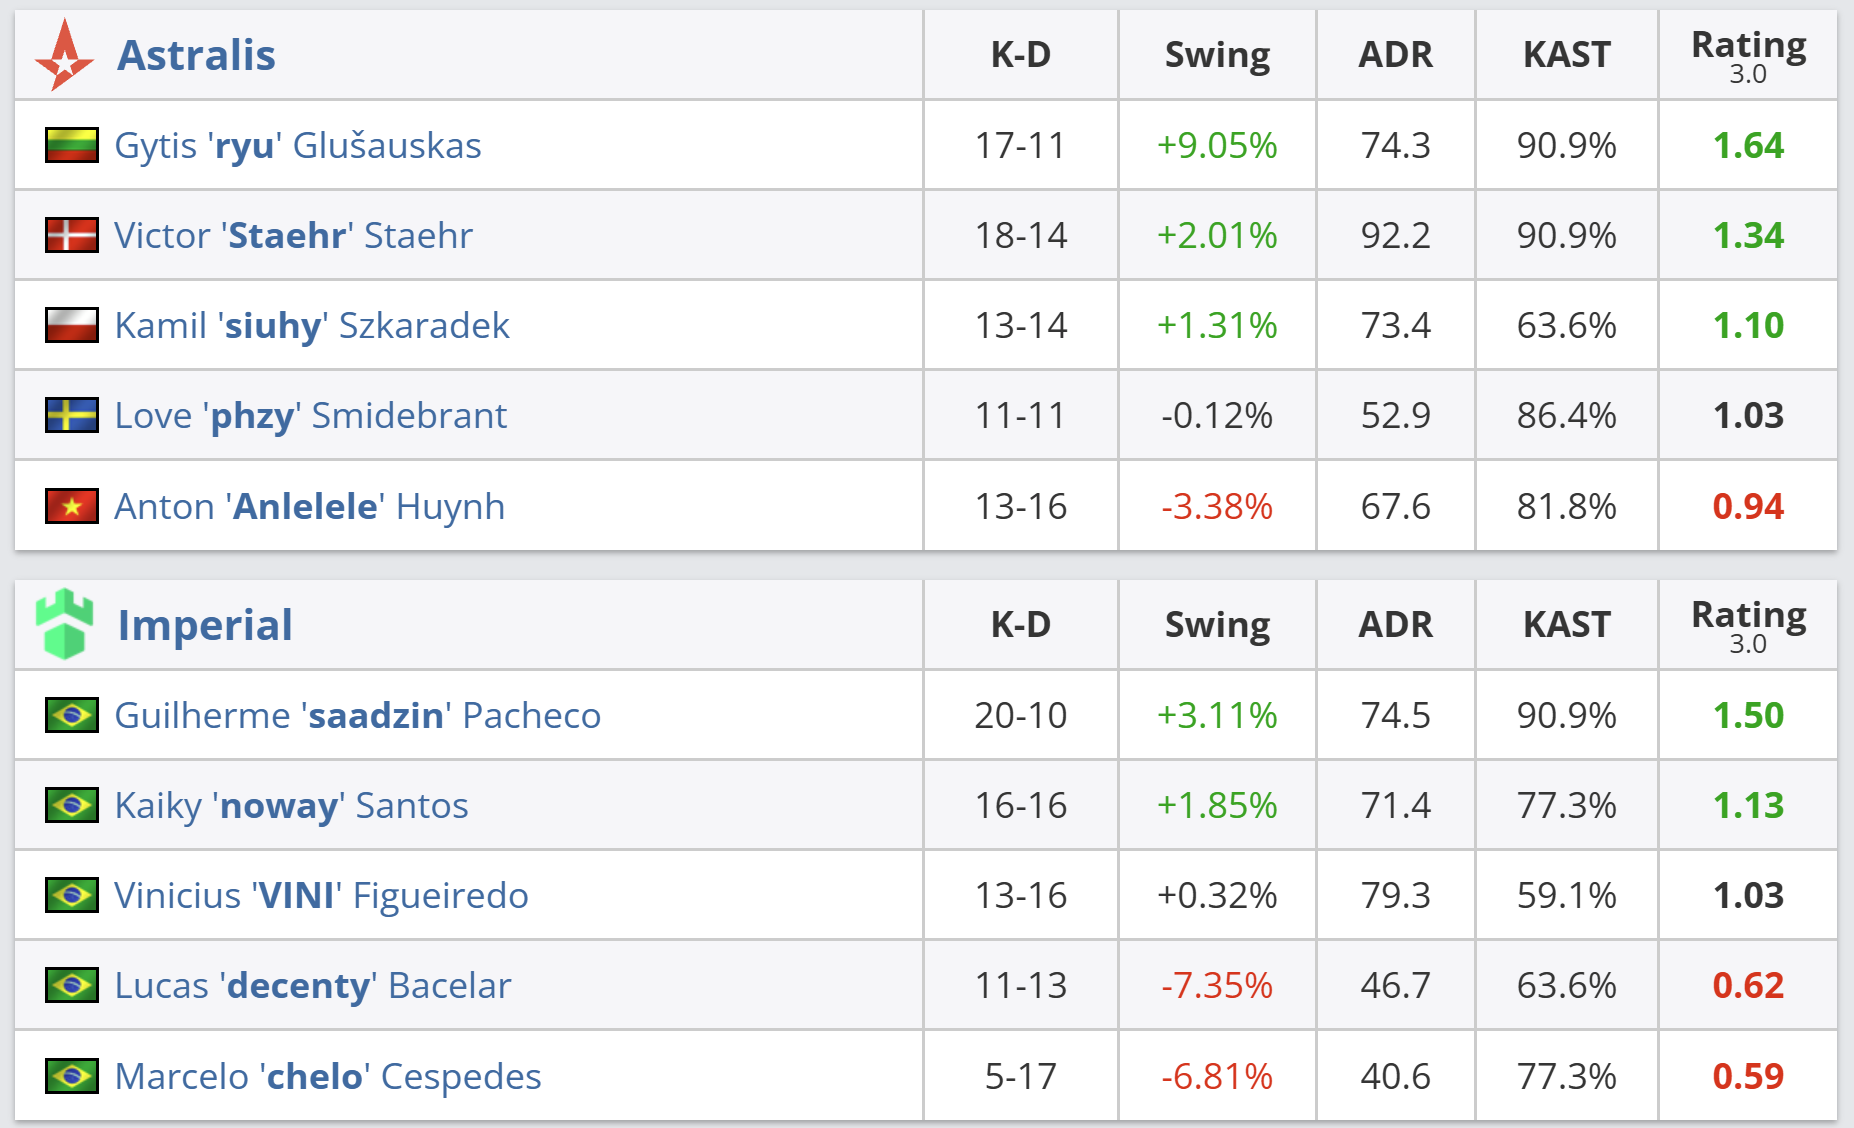 Astralis K-D Swing ADR KAST Rating 3.0
Gytis 'ryu' Glušauskas 17-11 +9.05% 74.3 90.9% 1.64
Victor 'Staehr' Staehr 18-14 +2.01% 92.2 90.9% 1.34
Kamil 'siuhy' Szkaradek 13-14 +1.31% 73.4 63.6% 1.10
Love 'phzy' Smidebrant 11-11 -0.12% 52.9 86.4% 1.03
Anton 'Anlelele' Huynh 13-16 -3.38% 67.6 81.8% 0.94
Imperial K-D Swing ADR KAST Rating 3.0
Guilherme 'saadzin' Pacheco 20-10 +3.11% 74.5 90.9% 1.50
Kaiky 'noway' Santos 16-16 +1.85% 71.4 77.3% 1.13
Vinicius 'VINI' Figueiredo 13-16 +0.32% 79.3 59.1% 1.03
Lucas 'decenty' Bacelar 11-13 -7.35% 46.7 63.6% 0.62
Marcelo 'chelo' Cespedes 5-17 -6.81% 40.6 77.3% 0.59